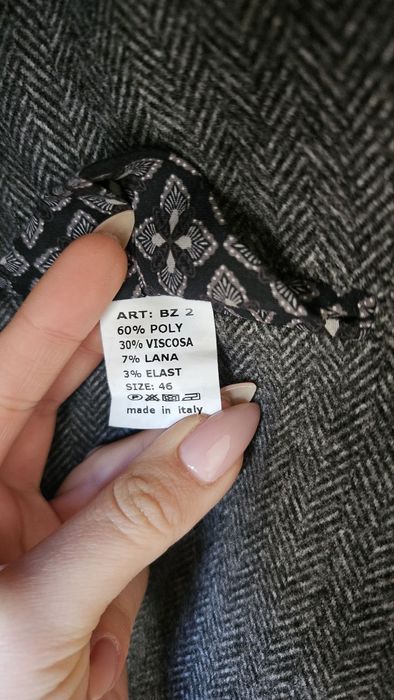 ART: BZ 2
60% POLY
30% VISCOSA
7% LANA
3% ELAST
SIZE: 46
made in italy